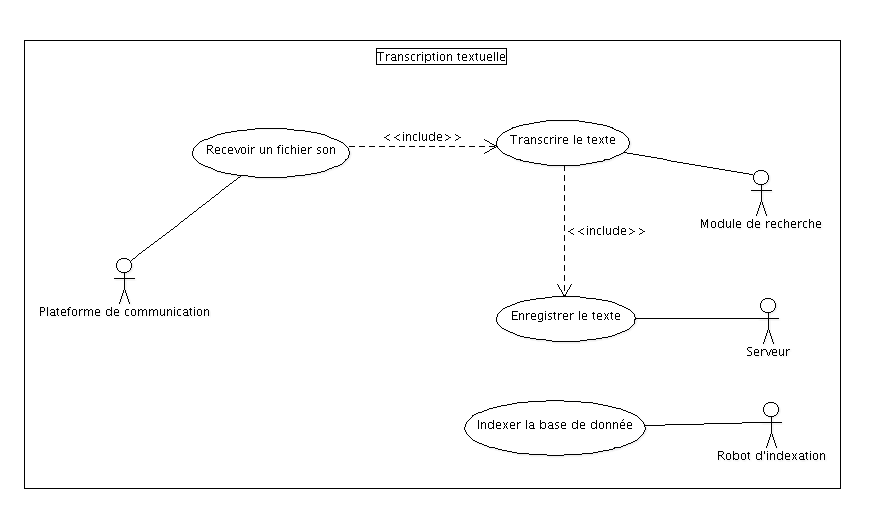 Transcription textuelle
<<include>>
Recevoir un fichier son
Transcrire le texte
Module de recherche
<<include>>
Plateforme de communication
Enregistrer le texte
Serveur
Indexer la base de donnée
Robot d'indexation